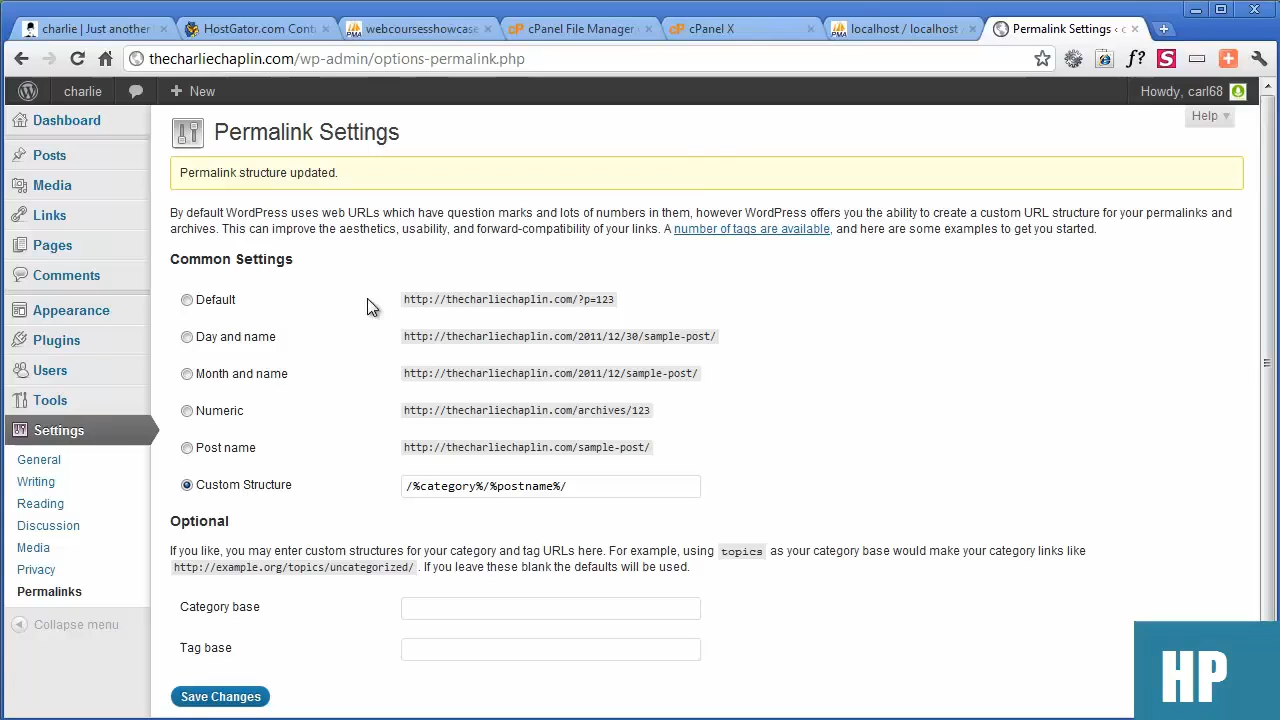 charlie | Just another
HostGator.com Cont
webcoursesshowcase
cPanel File Manager
cPanel X
localhost / localhost
Permalink Settings ‹ c
thecharliechaplin.com/wp-admin/options-permalink.php
f?
S
charlie
New
Howdy, carl68
Help
Dashboard
Posts
Media
Links
Pages
Comments
Appearance
Plugins
Users
Tools
Settings
General
Writing
Reading
Discussion
Media
Privacy
Permalinks
Collapse menu
Permalink Settings
Permalink structure updated.
By default WordPress uses web URLs which have question marks and lots of numbers in them, however WordPress offers you the ability to create a custom URL structure for your permalinks and
archives. This can improve the aesthetics, usability, and forward-compatibility of your links. A number of tags are available, and here are some examples to get you started.
Common Settings
Default http://thecharliechaplin.com/?p=123
Day and name http://thecharliechaplin.com/2011/12/30/sample-post/
Month and name http://thecharliechaplin.com/2011/12/sample-post/
Numeric http://thecharliechaplin.com/archives/123
Post name http://thecharliechaplin.com/sample-post/
Custom Structure /%category%/%postname%/
Optional
If you like, you may enter custom structures for your category and tag URLs here. For example, using topics as your category base would make your category links like
http://example.org/topics/uncategorized/ . If you leave these blank the defaults will be used.
Category base
Tag base
Save Changes
HP